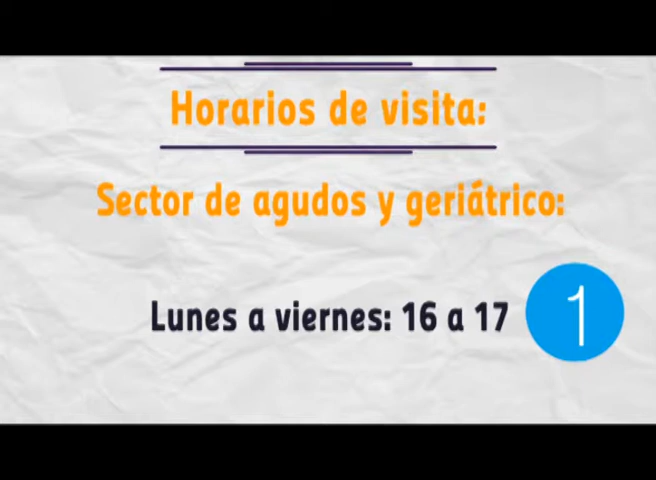 Horarios de visita:
Sector de agudos y geriátrico:
Lunes a viernes: 16 a 17
1